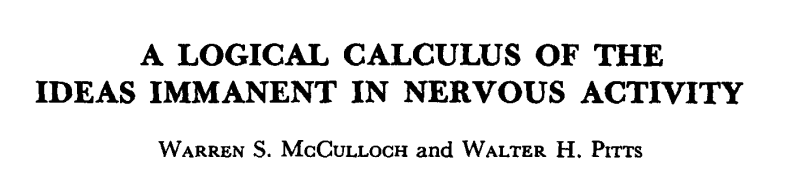 A LOGICAL CALCULUS OF THE
IDEAS IMMANENT IN NERVOUS ACTIVITY
WARREN S. MCCULLOCH and WALTER H. PITTS